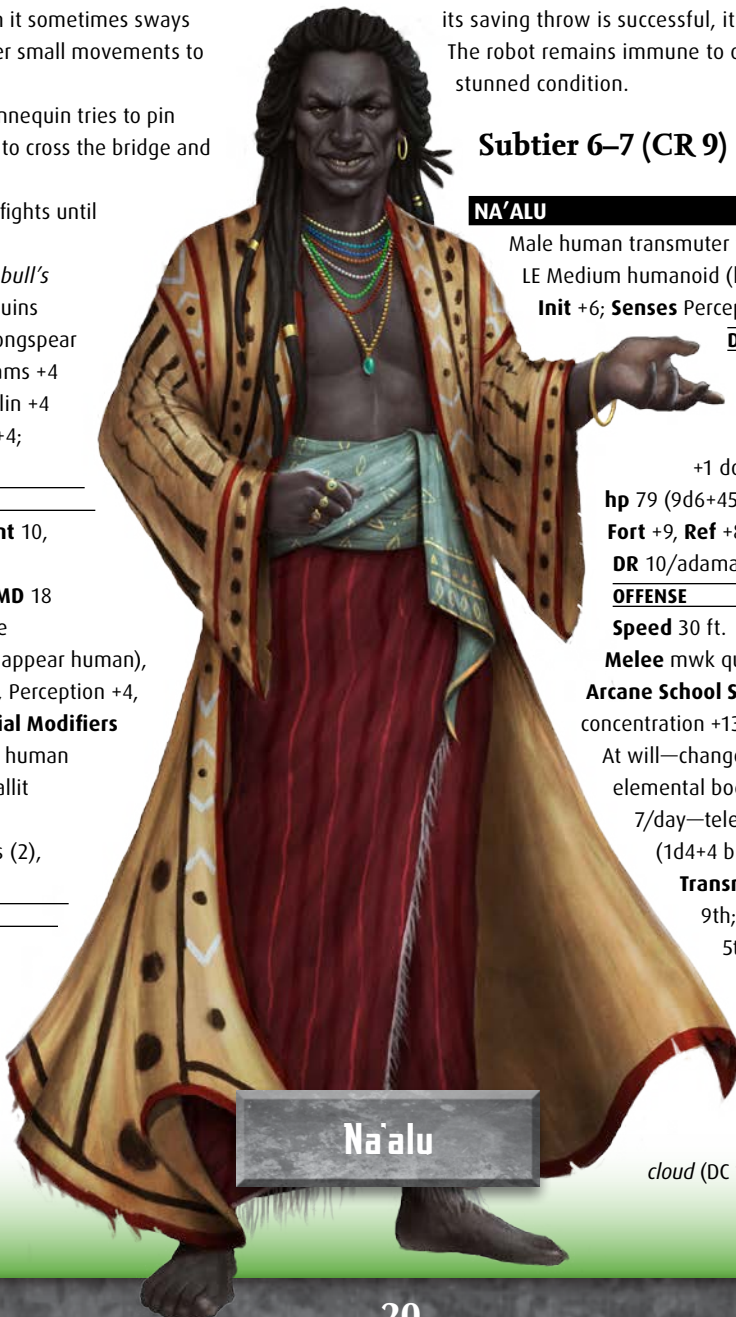 n it sometimes sways
er small movements to
nnequin tries to pin
to cross the bridge and
fights until
bull's
uins
ongspear
ams +4
lin +4
+4;
nt 10,
MD 18
e
appear human),
, Perception +4,
ial Modifiers
human
allit
s (2),
its saving throw is successful, it
The robot remains immune to
stunned condition.
Subtier 6–7 (CR 9)
NA'ALU
Male human transmuter
LE Medium humanoid (
Init +6; Senses Percep
D
+1 do
hp 79 (9d6+45
Fort +9, Ref +8
DR 10/adama
OFFENSE
Speed 30 ft.
Melee mwk qu
Arcane School S
concentration +13
At will—change
elemental bod
7/day—tele
(1d4+4 b
Transm
9th;
5t
cloud (DC
Na'alu
20